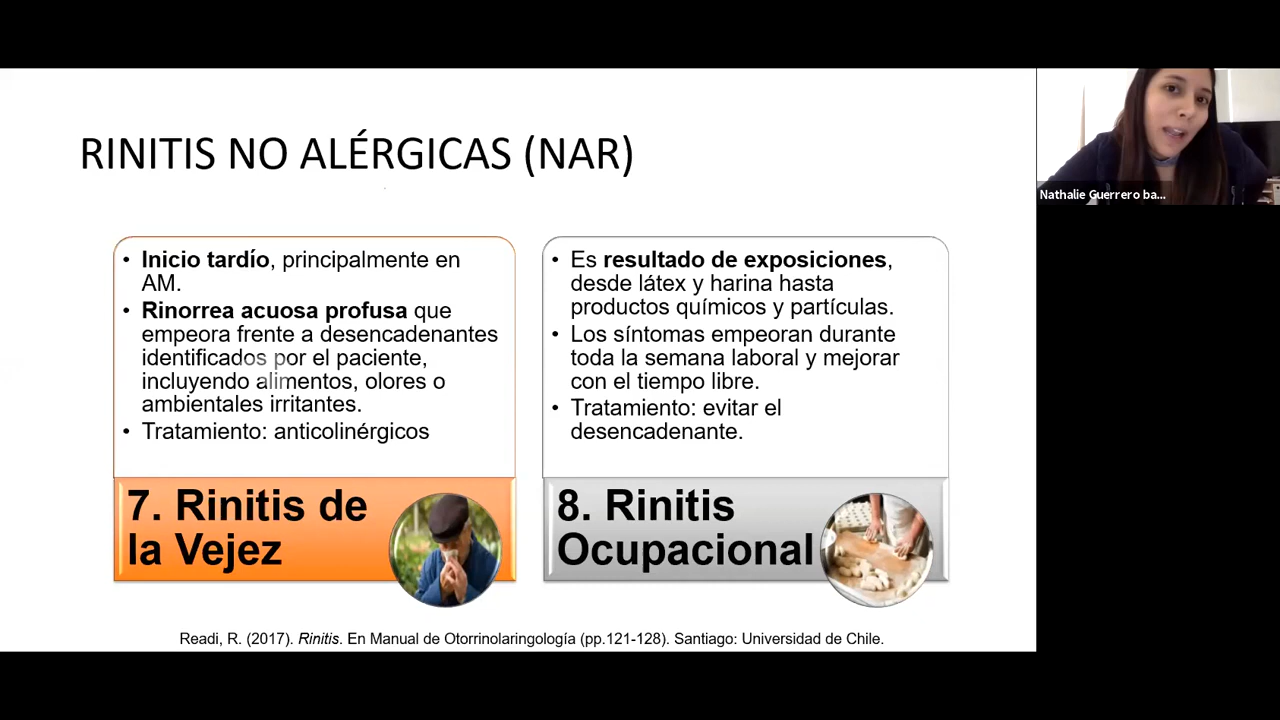 RINITIS NO ALÉRGICAS (NAR)
• Inicio tardío, principalmente en
AM.
• Rinorrea acuosa profusa que
empeora frente a desencadenantes
identificados por el paciente,
incluyendo alimentos, olores o
ambientales irritantes.
• Tratamiento: anticolinérgicos
7. Rinitis de
la Vejez
• Es resultado de exposiciones,
desde látex y harina hasta
productos químicos y partículas.
• Los síntomas empeoran durante
toda la semana laboral y mejorar
con el tiempo libre.
• Tratamiento: evitar el
desencadenante.
8. Rinitis
Ocupacional
Readi, R. (2017). Rinitis. En Manual de Otorrinolaringología (pp.121-128). Santiago: Universidad de Chile.
Nathalie Guerrero ba...